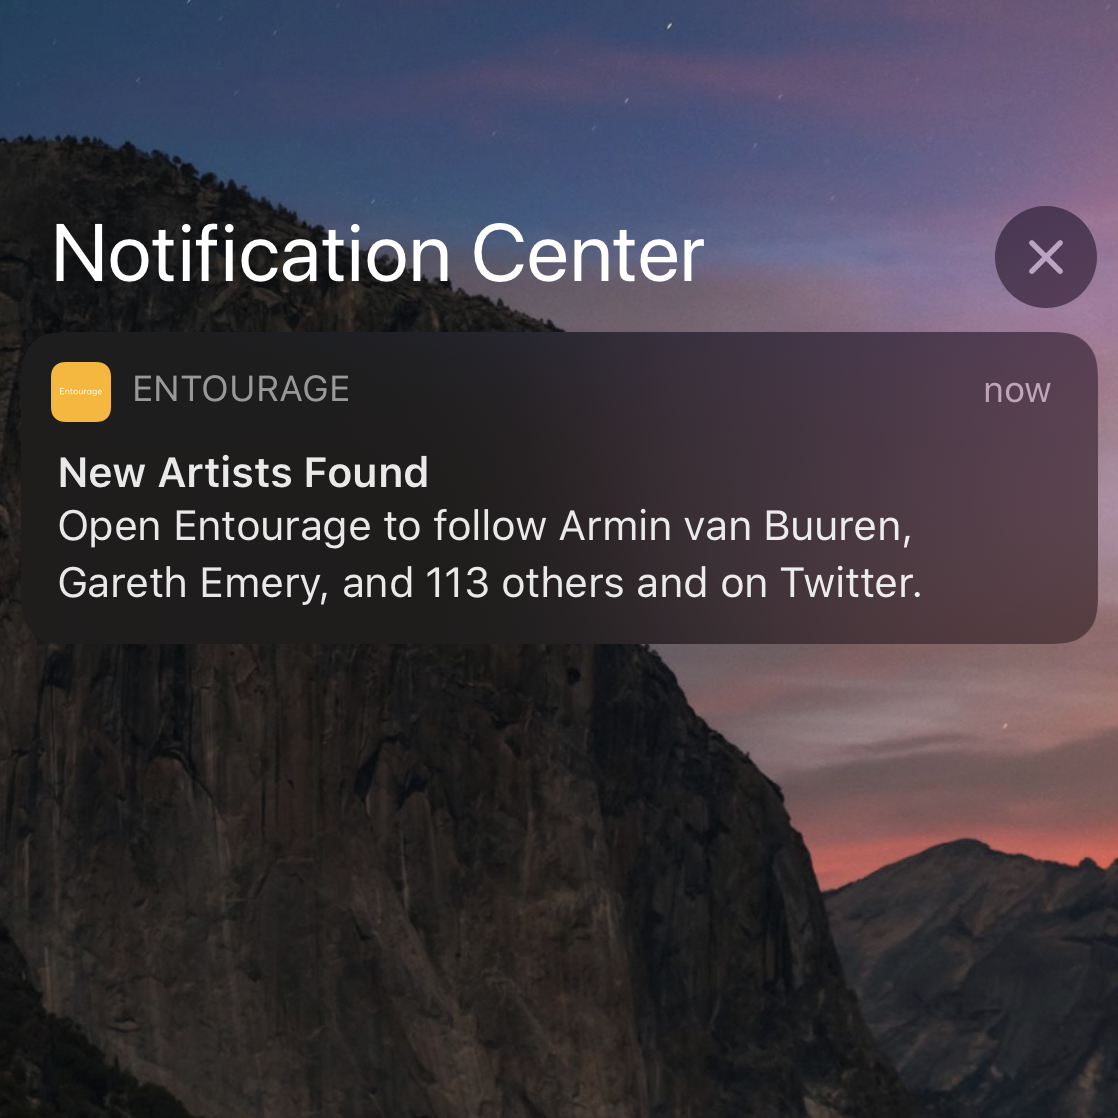 Notification Center
Entourage
ENTOURAGE
now
New Artists Found
Open Entourage to follow Armin van Buuren,
Gareth Emery, and 113 others and on Twitter.